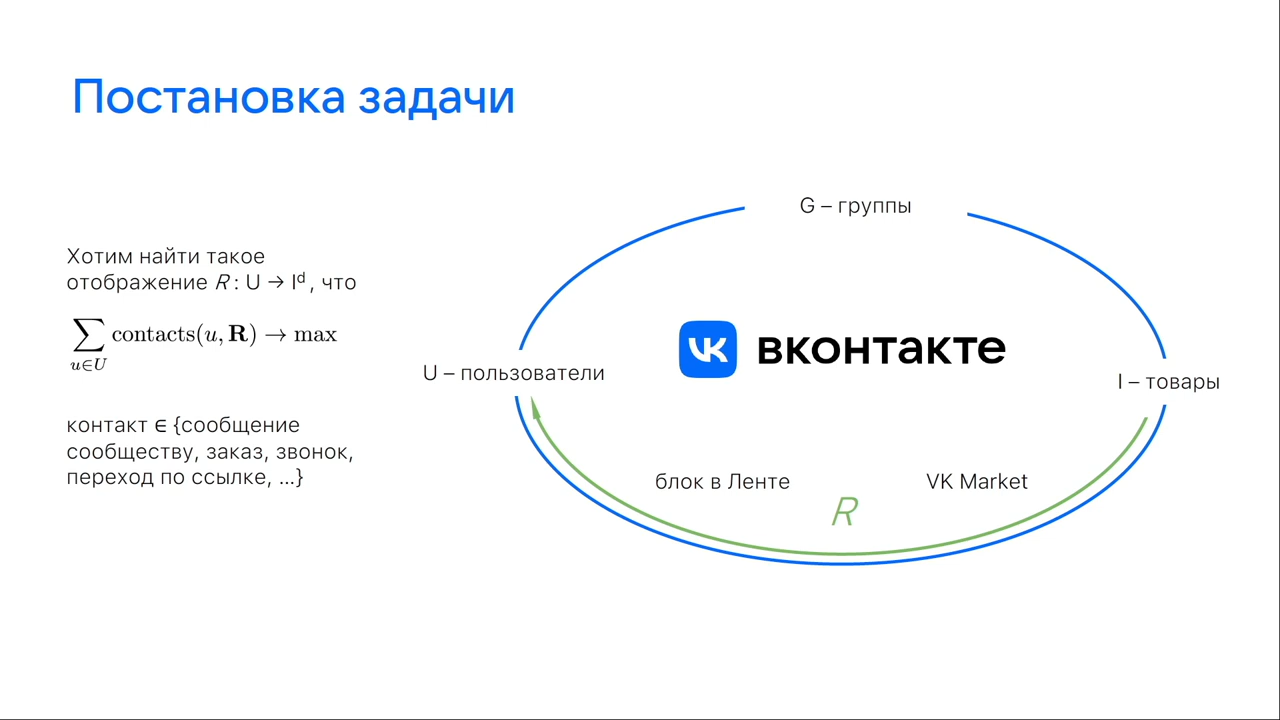 Постановка задачи
Хотим найти такое
отображение R : U → Iᵈ, что
∑ contacts(u, R) → max
u∈U
контакт ∈ {сообщение
сообществу, заказ, звонок,
переход по ссылке, ...}
G – группы
вконтакте
U – пользователи
I – товары
блок в Ленте
VK Market
R